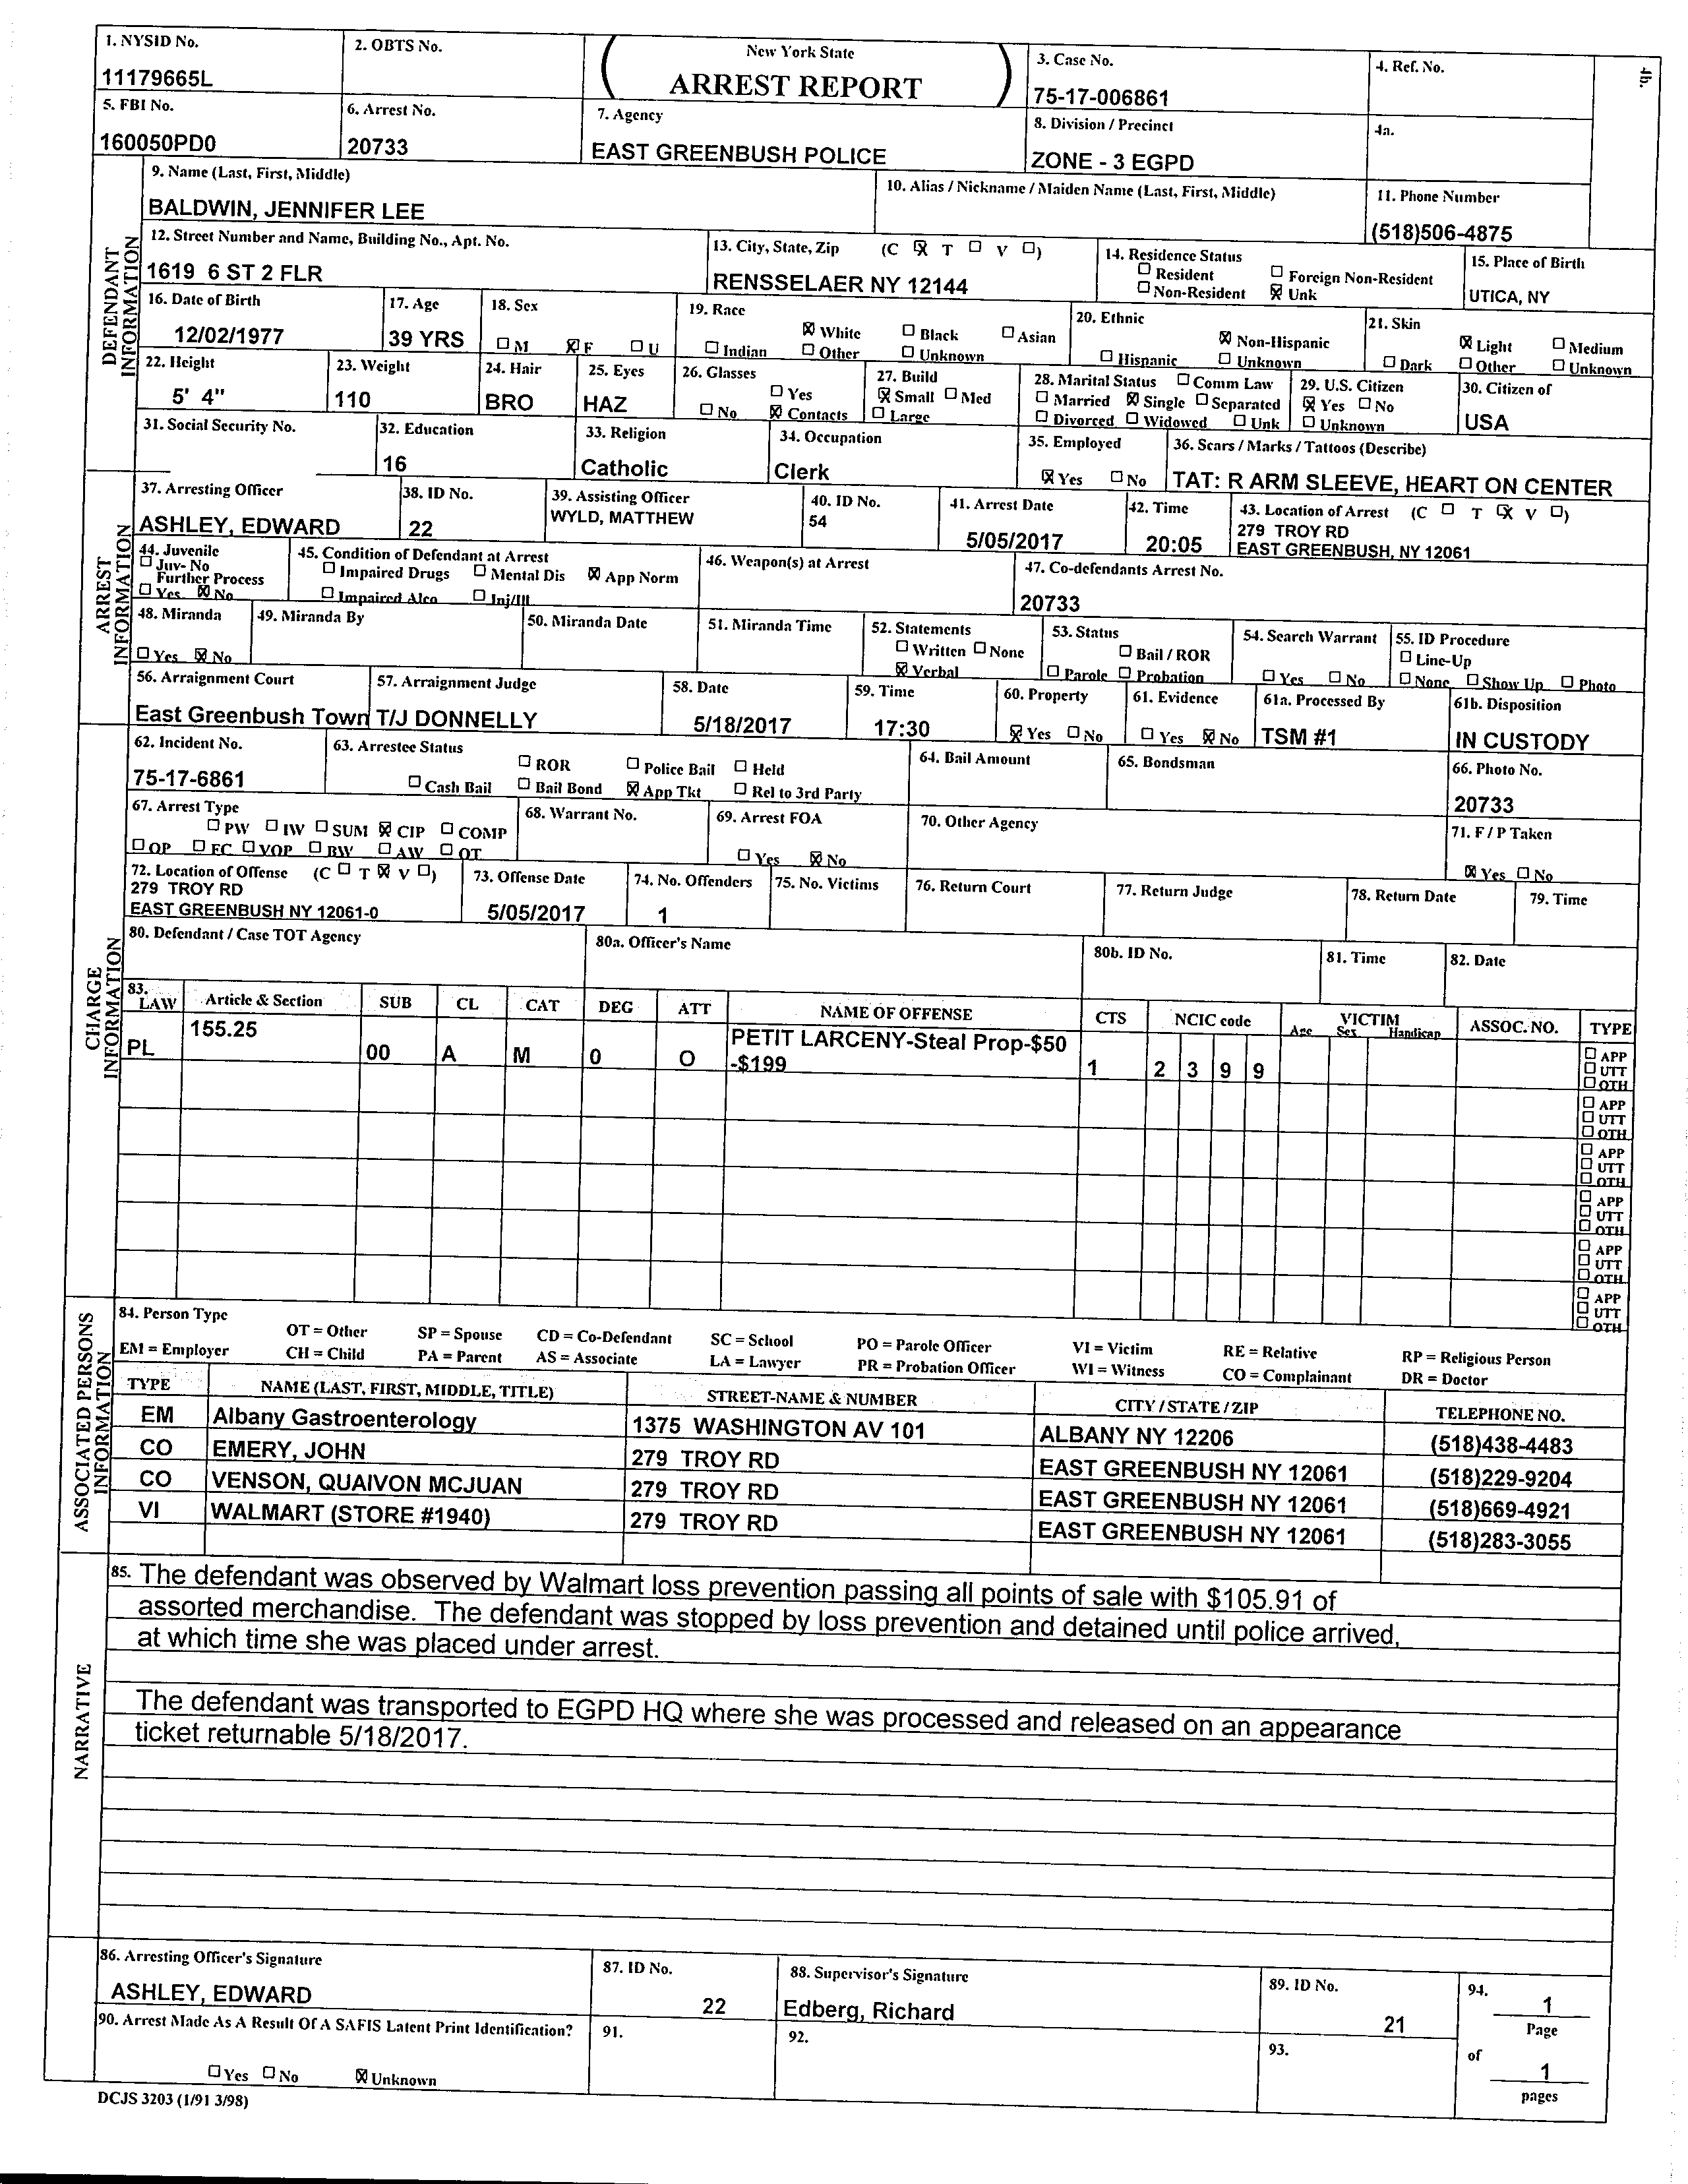 1. NYSID No.
11179665L
2. OBTS No.
New York State
ARREST REPORT
3. Case No.
75-17-006861
4. Ref. No.
4b.
5. FBI No.
160050PD0
6. Arrest No.
20733
7. Agency
EAST GREENBUSH POLICE
8. Division / Precinct
ZONE - 3 EGPD
4a.
DEFENDANT INFORMATION
9. Name (Last, First, Middle)
BALDWIN, JENNIFER LEE
10. Alias / Nickname / Maiden Name (Last, First, Middle)
11. Phone Number
(518)506-4875
12. Street Number and Name, Building No., Apt. No.
1619 6 ST 2 FLR
13. City, State, Zip (C ☒ T ☐ V ☐)
RENSSELAER NY 12144
14. Residence Status
☐ Resident ☐ Foreign Non-Resident
☐ Non-Resident ☒ Unk
15. Place of Birth
UTICA, NY
16. Date of Birth
12/02/1977
17. Age
39 YRS
18. Sex
☐ M ☒ F ☐ U
19. Race
☒ White ☐ Black ☐ Asian
☐ Indian ☐ Other ☐ Unknown
20. Ethnic
☒ Non-Hispanic
☐ Hispanic ☐ Unknown
21. Skin
☒ Light ☐ Medium
☐ Dark ☐ Other ☐ Unknown
22. Height
5' 4"
23. Weight
110
24. Hair
BRO
25. Eyes
HAZ
26. Glasses
☐ Yes
☐ No ☒ Contacts
27. Build
☒ Small ☐ Med
☐ Large
28. Marital Status ☐ Comm Law
☐ Married ☒ Single ☐ Separated
☐ Divorced ☐ Widowed ☐ Unk
29. U.S. Citizen
☒ Yes ☐ No
☐ Unknown
30. Citizen of
USA
31. Social Security No.
32. Education
16
33. Religion
Catholic
34. Occupation
Clerk
35. Employed
☒ Yes ☐ No
36. Scars / Marks / Tattoos (Describe)
TAT: R ARM SLEEVE, HEART ON CENTER
ARREST INFORMATION
37. Arresting Officer
ASHLEY, EDWARD
38. ID No.
22
39. Assisting Officer
WYLD, MATTHEW
40. ID No.
54
41. Arrest Date
5/05/2017
42. Time
20:05
43. Location of Arrest (C ☐ T ☒ V ☐)
279 TROY RD
EAST GREENBUSH, NY 12061
44. Juvenile
☐ Juv- No
Further Process
☐ Yes ☒ No
45. Condition of Defendant at Arrest
☐ Impaired Drugs ☐ Mental Dis ☒ App Norm
☐ Impaired Alco ☐ Inj/Ill
46. Weapon(s) at Arrest
47. Co-defendants Arrest No.
20733
48. Miranda
☐ Yes ☒ No
49. Miranda By
50. Miranda Date
51. Miranda Time
52. Statements
☐ Written ☐ None
☒ Verbal
53. Status
☐ Bail / ROR
☐ Parole ☐ Probation
54. Search Warrant
☐ Yes ☐ No
55. ID Procedure
☐ Line-Up
☐ None ☐ Show Up ☐ Photo
56. Arraignment Court
East Greenbush Town
57. Arraignment Judge
T/J DONNELLY
58. Date
5/18/2017
59. Time
17:30
60. Property
☒ Yes ☐ No
61. Evidence
☐ Yes ☒ No
61a. Processed By
TSM #1
61b. Disposition
IN CUSTODY
CHARGE INFORMATION
62. Incident No.
75-17-6861
63. Arrestee Status
☐ ROR ☐ Police Bail ☐ Held
☐ Cash Bail ☐ Bail Bond ☒ App Tkt ☐ Rel to 3rd Party
64. Bail Amount
65. Bondsman
66. Photo No.
20733
67. Arrest Type
☐ PW ☐ IW ☐ SUM ☒ CIP ☐ COMP
☐ OP ☐ EC ☐ VOP ☐ BW ☐ AW ☐ OT
68. Warrant No.
69. Arrest FOA
☐ Yes ☒ No
70. Other Agency
71. F / P Taken
☒ Yes ☐ No
72. Location of Offense (C ☐ T ☒ V ☐)
279 TROY RD
EAST GREENBUSH NY 12061-0
73. Offense Date
5/05/2017
74. No. Offenders
1
75. No. Victims
76. Return Court
77. Return Judge
78. Return Date
79. Time
80. Defendant / Case TOT Agency
80a. Officer's Name
80b. ID No.
81. Time
82. Date
83. LAW Article & Section SUB CL CAT DEG ATT NAME OF OFFENSE CTS NCIC code VICTIM Age Sex Handicap ASSOC. NO. TYPE
PL 155.25 00 A M 0 O PETIT LARCENY-Steal Prop-$50
-$199 1 2 3 9 9
☐ APP
☐ UTT
☐ OTH
☐ APP
☐ UTT
☐ OTH
☐ APP
☐ UTT
☐ OTH
☐ APP
☐ UTT
☐ OTH
☐ APP
☐ UTT
☐ OTH
☐ APP
☐ UTT
☐ OTH
ASSOCIATED PERSONS INFORMATION
84. Person Type
OT = Other SP = Spouse CD = Co-Defendant SC = School PO = Parole Officer VI = Victim RE = Relative RP = Religious Person
EM = Employer CH = Child PA = Parent AS = Associate LA = Lawyer PR = Probation Officer WI = Witness CO = Complainant DR = Doctor
TYPE NAME (LAST, FIRST, MIDDLE, TITLE) STREET-NAME & NUMBER CITY / STATE / ZIP TELEPHONE NO.
EM Albany Gastroenterology 1375 WASHINGTON AV 101 ALBANY NY 12206 (518)438-4483
CO EMERY, JOHN 279 TROY RD EAST GREENBUSH NY 12061 (518)229-9204
CO VENSON, QUAIVON MCJUAN 279 TROY RD EAST GREENBUSH NY 12061 (518)669-4921
VI WALMART (STORE #1940) 279 TROY RD EAST GREENBUSH NY 12061 (518)283-3055
NARRATIVE
85. The defendant was observed by Walmart loss prevention passing all points of sale with $105.91 of
assorted merchandise. The defendant was stopped by loss prevention and detained until police arrived,
at which time she was placed under arrest.
The defendant was transported to EGPD HQ where she was processed and released on an appearance
ticket returnable 5/18/2017.
86. Arresting Officer's Signature
ASHLEY, EDWARD
87. ID No.
22
88. Supervisor's Signature
Edberg, Richard
89. ID No.
21
94.
1
Page
of
1
pages
90. Arrest Made As A Result Of A SAFIS Latent Print Identification?
☐ Yes ☐ No ☒ Unknown
91.
92.
93.
DCJS 3203 (1/91 3/98)